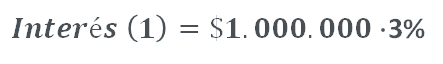 Interés (1) = $1.000.000 ·3%